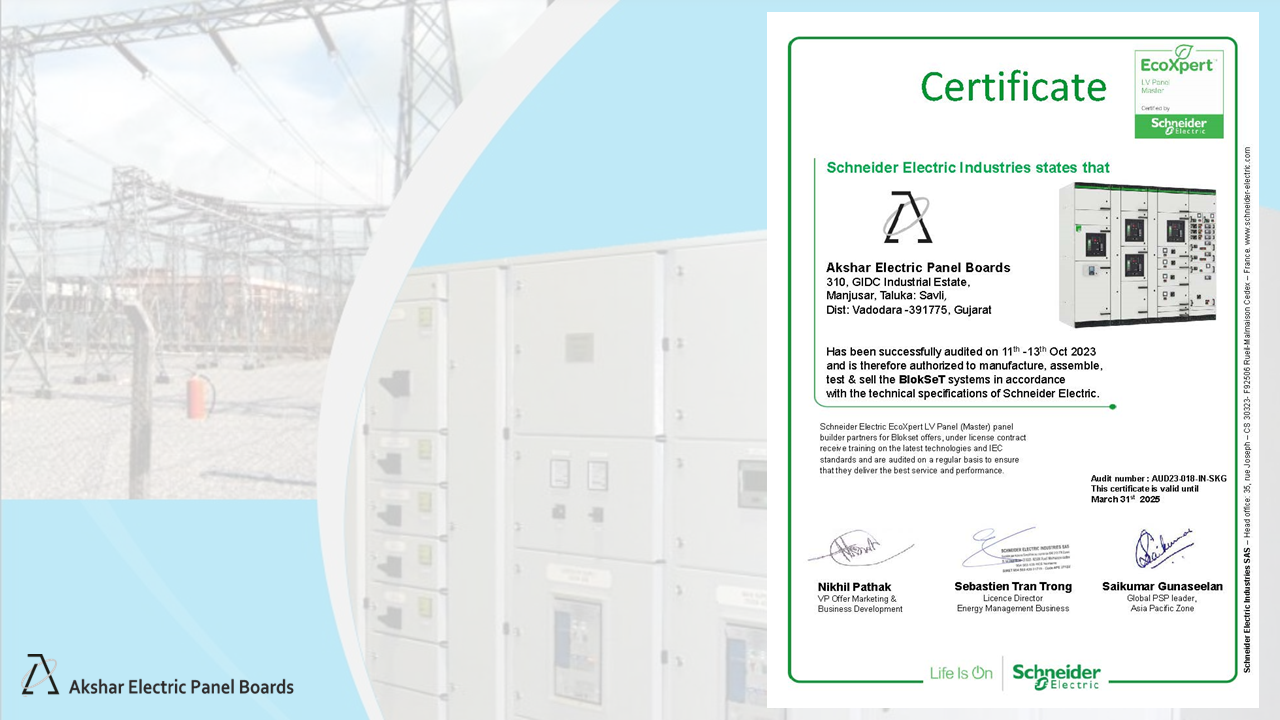 Certificate
EcoXpert
LV Panel
Master
Certified by
Schneider
Electric
Schneider Electric Industries states that
Akshar Electric Panel Boards
310, GIDC Industrial Estate,
Manjusar, Taluka: Savli,
Dist: Vadodara -391775, Gujarat
Has been successfully audited on 11th -13th Oct 2023
and is therefore authorized to manufacture, assemble,
test & sell the BlokSeT systems in accordance
with the technical specifications of Schneider Electric.
Schneider Electric EcoXpert LV Panel (Master) panel
builder partners for Blokset offers, under license contract
receive training on the latest technologies and IEC
standards and are audited on a regular basis to ensure
that they deliver the best service and performance.
Audit number : AUD23-018-IN-SKG
This certificate is valid until
March 31st 2025
SCHNEIDER ELECTRIC INDUSTRIES SAS
Nikhil Pathak
VP Offer Marketing &
Business Development
Sebastien Tran Trong
Licence Director
Energy Management Business
Saikumar Gunaseelan
Global PSP leader,
Asia Pacific Zone
Life Is On
Schneider
Electric
Schneider Electric Industries SAS – Head office: 35, rue Joseph – CS 30323- F92506 Rueil-Malmaison Cedex – France. www.schneider-electric.com
Akshar Electric Panel Boards